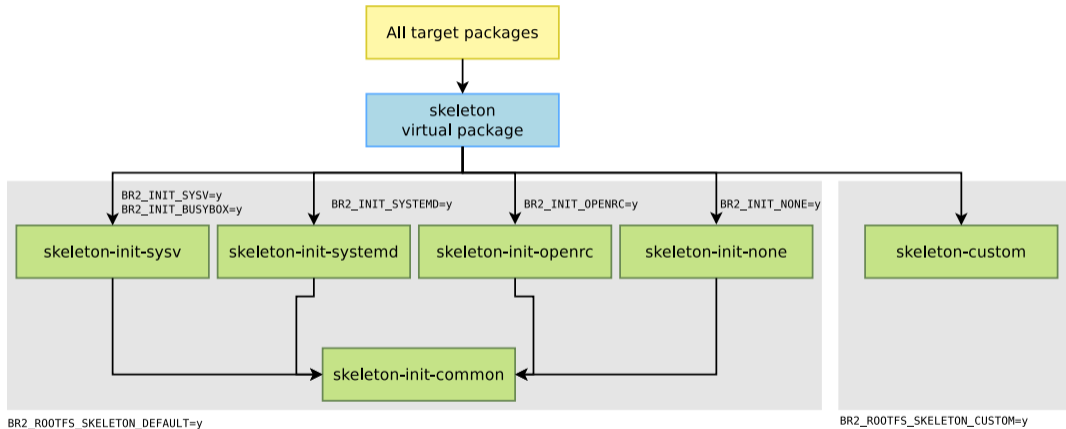 All target packages
skeleton
virtual package
BR2_INIT_SYSV=y
BR2_INIT_BUSYBOX=y
BR2_INIT_SYSTEMD=y
BR2_INIT_OPENRC=y
BR2_INIT_NONE=y
skeleton-init-sysv
skeleton-init-systemd
skeleton-init-openrc
skeleton-init-none
skeleton-custom
skeleton-init-common
BR2_ROOTFS_SKELETON_DEFAULT=y
BR2_ROOTFS_SKELETON_CUSTOM=y